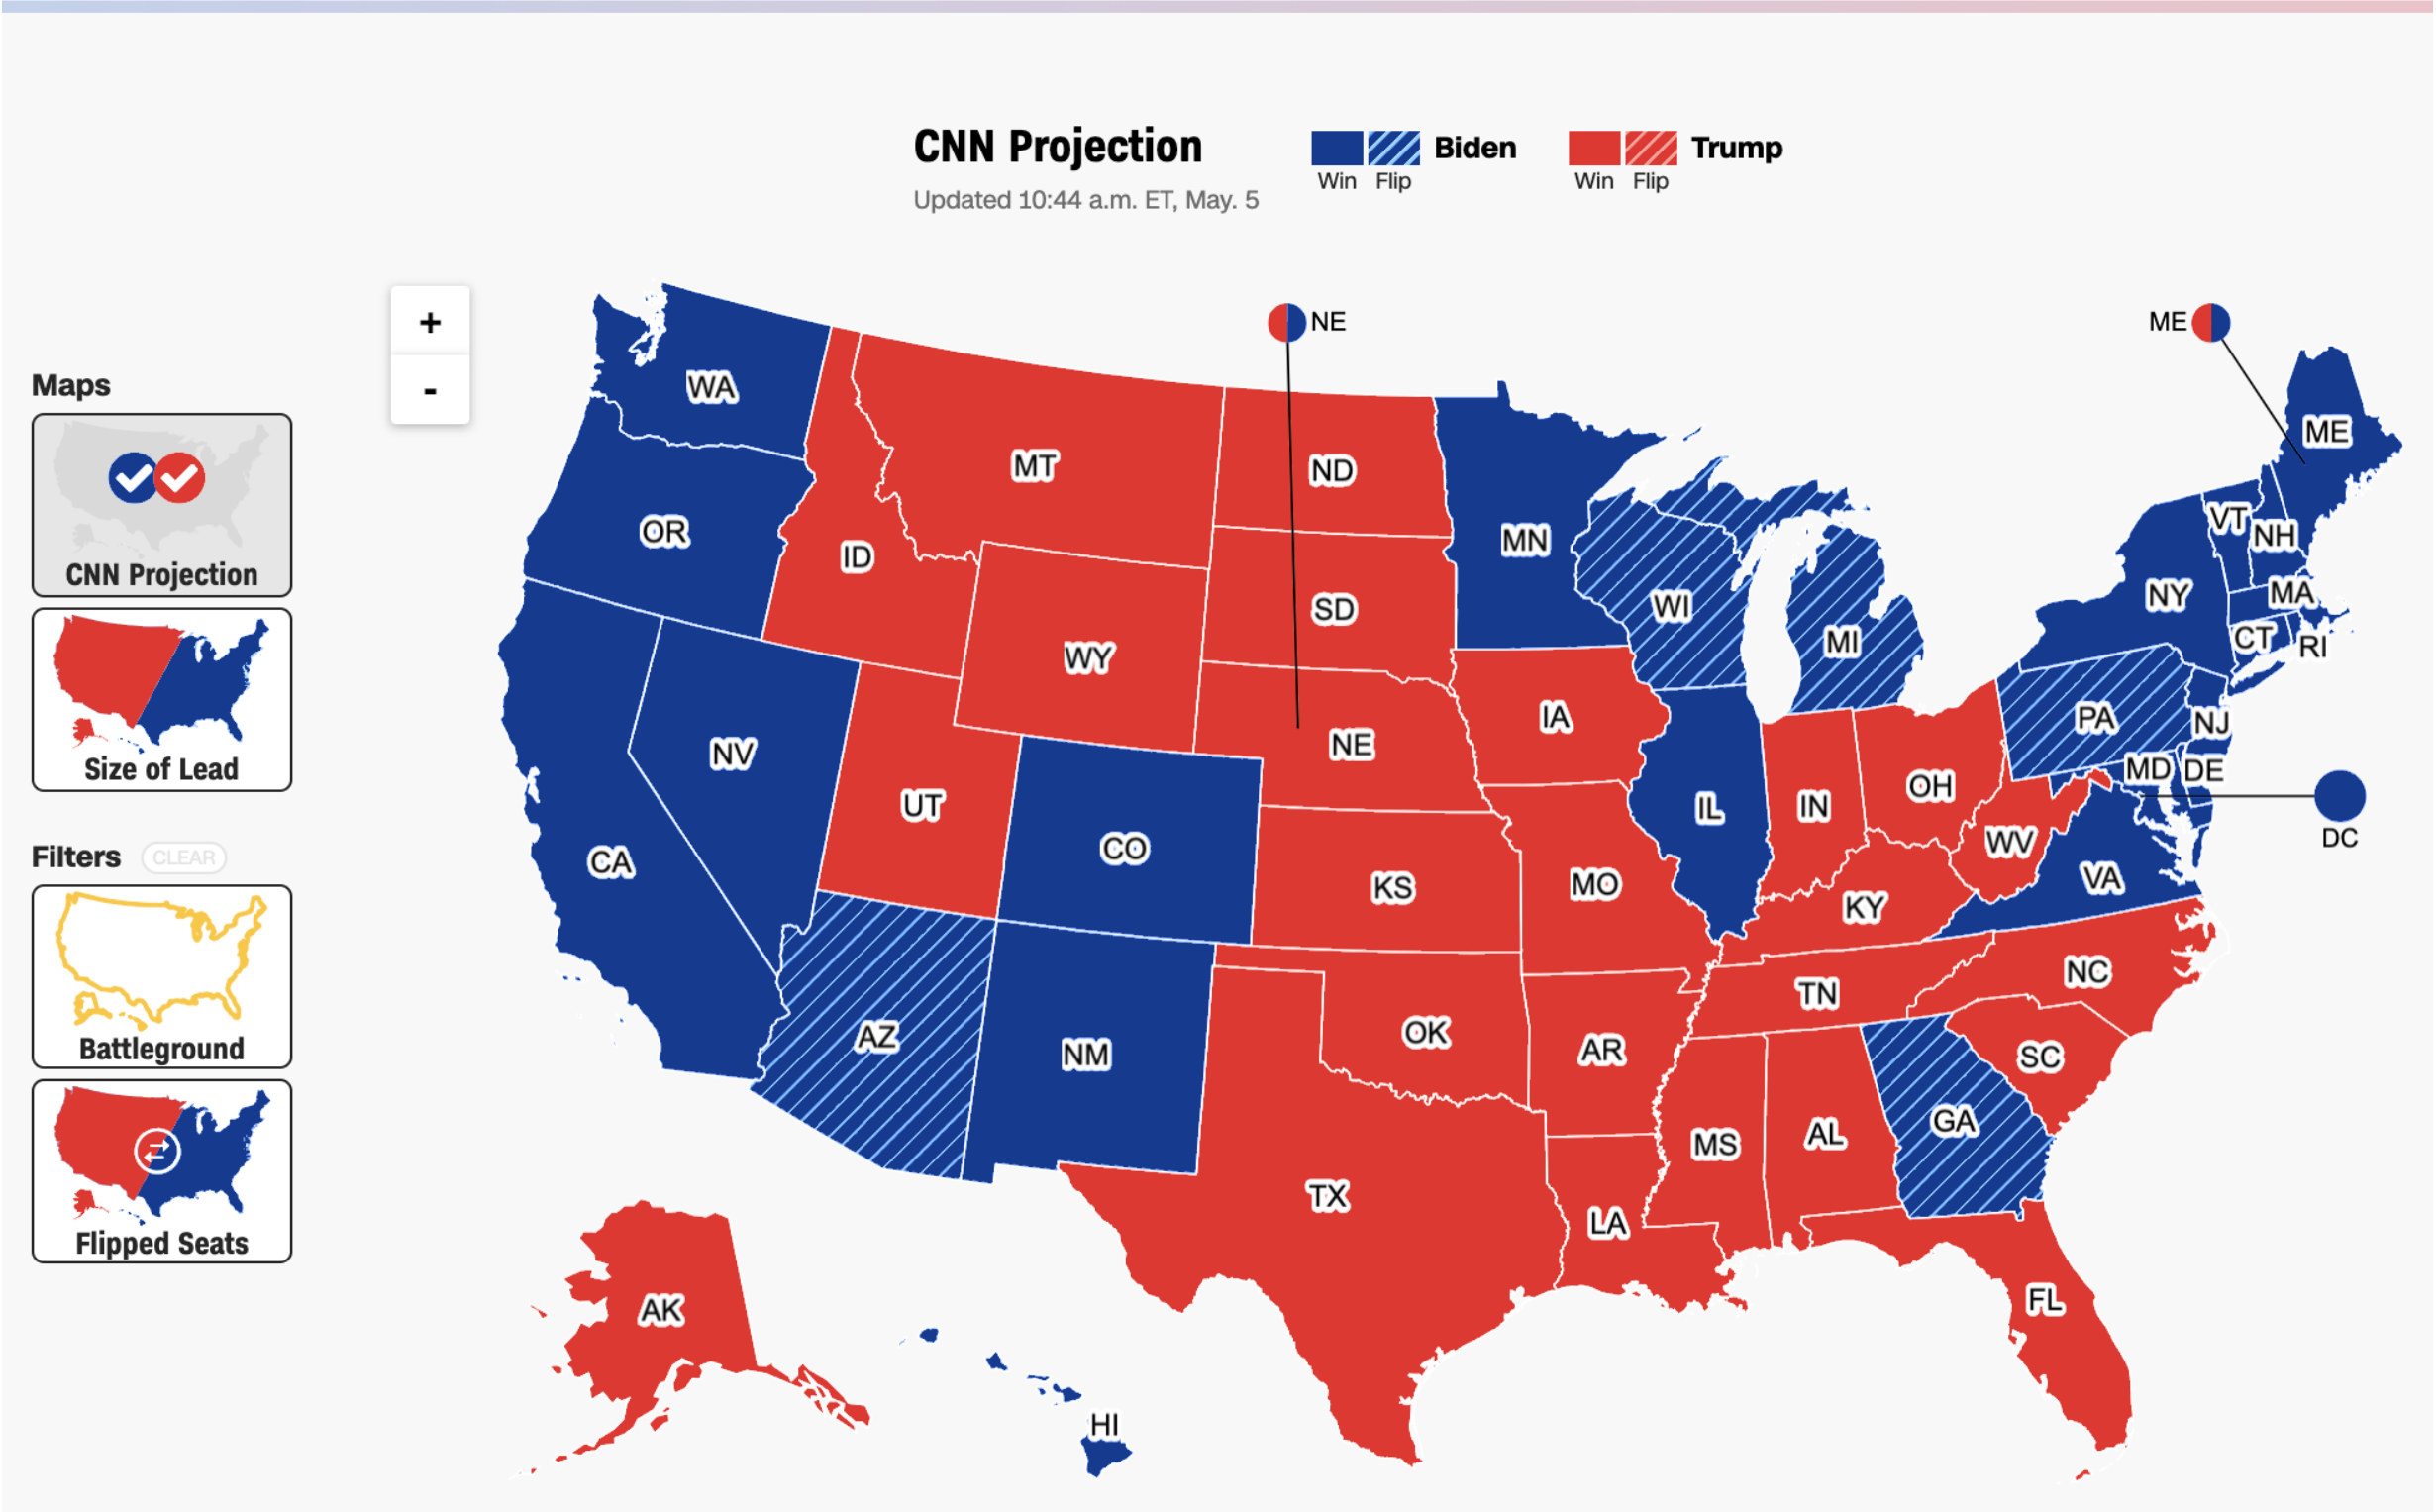 CNN Projection
Updated 10:44 a.m. ET, May. 5
Win Flip Biden
Win Flip Trump
+
-
Maps
CNN Projection
Size of Lead
Filters CLEAR
Battleground
Flipped Seats
NE
ME
WA
ME
MT
ND
OR
ID
MN
VT
NH
NY
MA
WI
SD
MI
CT
RI
WY
IA
PA
NJ
NE
NV
MD
DE
OH
UT
IN
IL
DC
WV
CO
CA
VA
KS
MO
KY
NC
TN
AZ
OK
AR
NM
SC
GA
AL
MS
TX
LA
FL
AK
HI